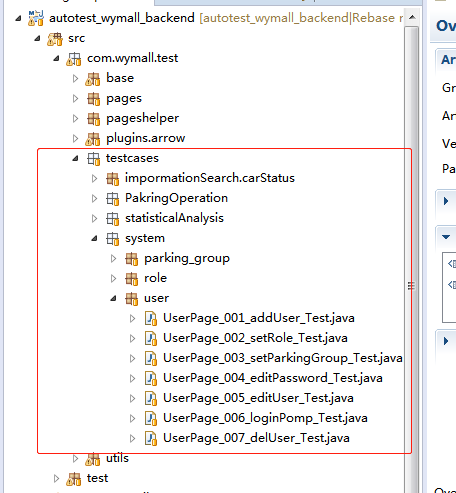 autotest_wymall_backend [autotest_wymall_backend|Rebase r
src
com.wymall.test
base
pages
pageshelper
plugins.arrow
testcases
impormationSearch.carStatus
PakringOperation
statisticalAnalysis
system
parking_group
role
user
UserPage_001_addUser_Test.java
UserPage_002_setRole_Test.java
UserPage_003_setParkingGroup_Test.java
UserPage_004_editPassword_Test.java
UserPage_005_editUser_Test.java
UserPage_006_loginPomp_Test.java
UserPage_007_delUser_Test.java
utils
test
Ov
Ar
Gr
Ar
Ve
Pa